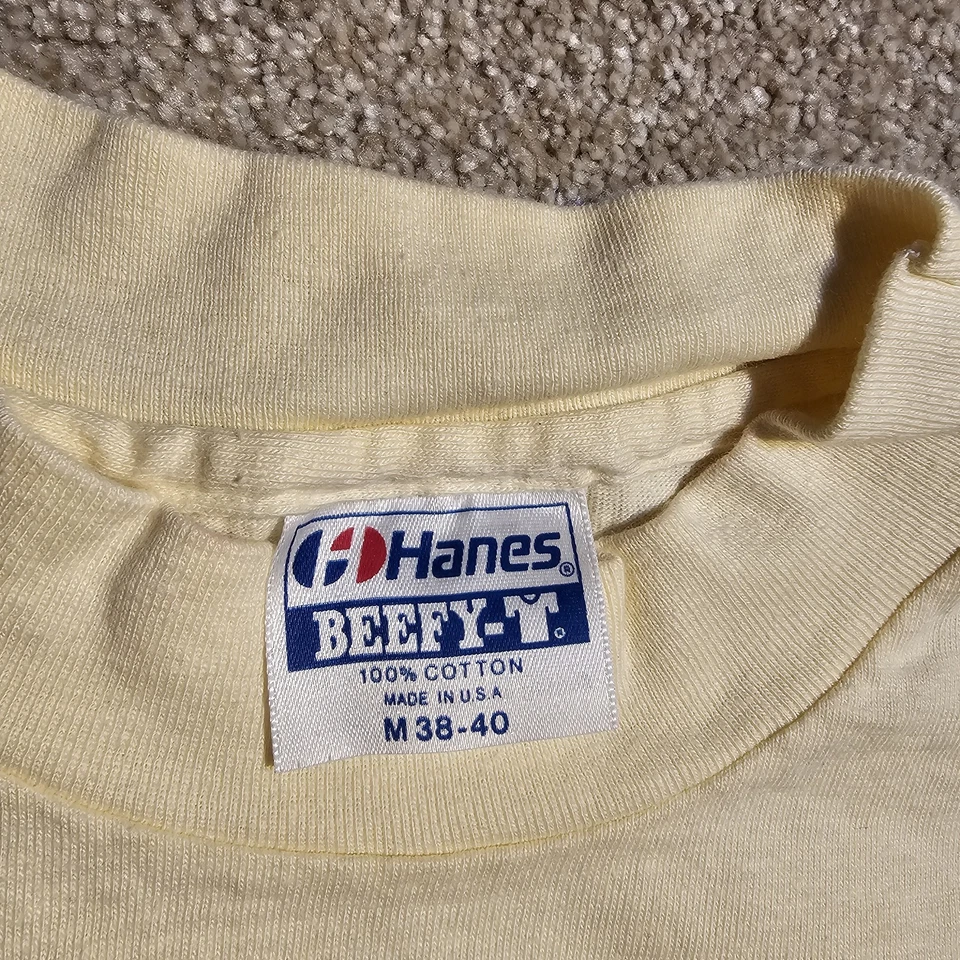 Hanes®
BEEFY-T®
100% COTTON
MADE IN U.S.A
M 38-40